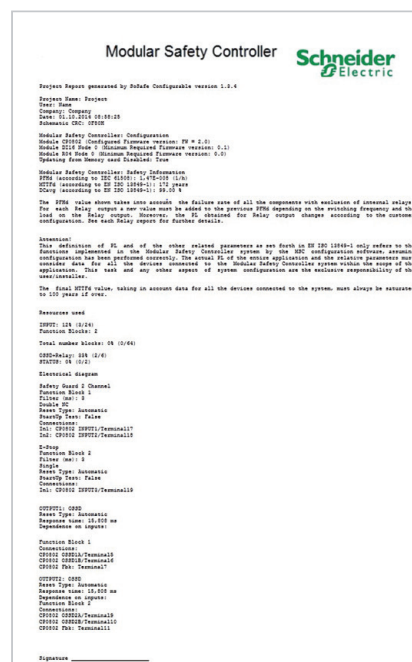 Modular Safety Controller
Schneider
Electric
Project Report generated by SoSafe Configurable version 1.3.4
Project Name: Project
User: Name
Company: Company
Date: 01.10.2014 08:56:25
Schematic CRC:
Modular Safety Controller: Configuration
Module CP0802 (Configured Firmware version: FW = 2.0)
Module DI16 Node 0 (Minimum Required Firmware version: 0.1)
Module RO4 Node 0 (Minimum Required Firmware version: 0.0)
Updating from Memory card Disabled: True
Modular Safety Controller: Safety Information
PFHd (according to IEC 61508): (1/h)
MTTFd (according to EN ISO 13849-1): 172 years
DCavg (according to EN ISO 13849-1): 99.00 %
The PFHd value shown takes into account the failure rate of all the components with exclusion of internal relays
For each Relay output a new value must be added to the previous PFHd depending on the switching frequency and th
load on the Relay output. Moreover, the PL obtained for Relay output changes according to the custome
configuration. See each Relay report for further details.
Attention!
This definition of PL and of the other related parameters as set forth in EN ISO 13849-1 only refers to th
functions implemented in the Modular Safety Controller system by the MSC configuration software, assumin
configuration has been performed correctly. The actual PL of the entire application and the relative parameters mus
consider data for all the devices connected to the Modular Safety Controller system within the scope of th
application. This task and any other aspect of system configuration are the exclusive responsibility of th
user/installer.
The final MTTFd value, taking in account data for all the devices connected to the system, must always be saturate
to 100 years if over.
Resources used
INPUT: 12% (3/24)
Function Blocks: 2
Total number blocks: 0% (0/64)
OSSD+Relay: 33% (2/6)
STATUS: 0% (0/2)
Electrical diagram
Safety Guard 2 Channel
Function Block 1
Filter (ms): 3
Double NC
Reset Type: Automatic
StartUp Test: False
Connections:
In1: CP0802 INPUT1/Terminal17
In2: CP0802 INPUT2/Terminal18
E-Stop
Function Block 2
Filter (ms): 3
Single
Reset Type: Automatic
StartUp Test: False
Connections:
In1: CP0802 INPUT3/Terminal19
OUTPUT1: OSSD
Reset Type: Automatic
Response time: ms
Dependence on inputs:
Function Block 1
Connections:
CP0802 OSSD1A/Terminal5
CP0802 OSSD1B/Terminal6
CP0802 Fbk: Terminal7
OUTPUT2: OSSD
Reset Type: Automatic
Response time: ms
Dependence on inputs:
Function Block 2
Connections:
CP0802 OSSD2A/Terminal9
CP0802 OSSD2B/Terminal10
CP0802 Fbk: Terminal11
Signature